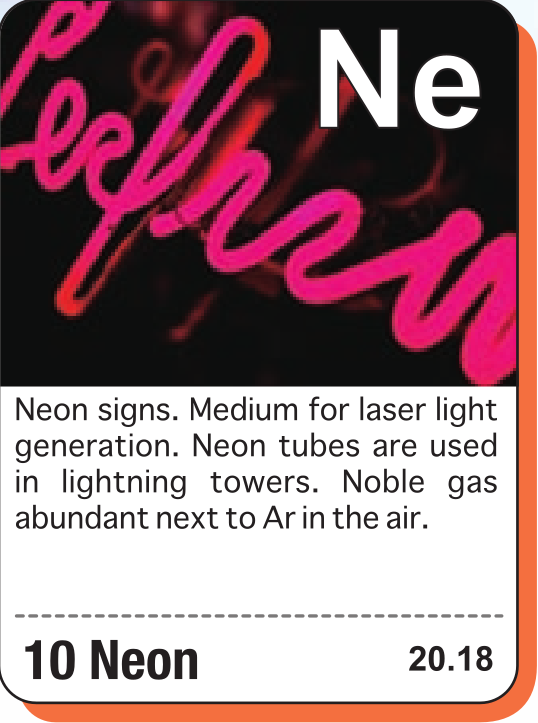 Ne
Neon signs. Medium for laser light
generation. Neon tubes are used
in lightning towers. Noble gas
abundant next to Ar in the air.
10 Neon
20.18